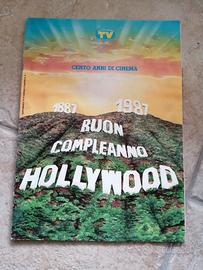 TV
CENTO ANNI DI CINEMA
1887 1987
BUON
COMPLEANNO
HOLLYWOOD